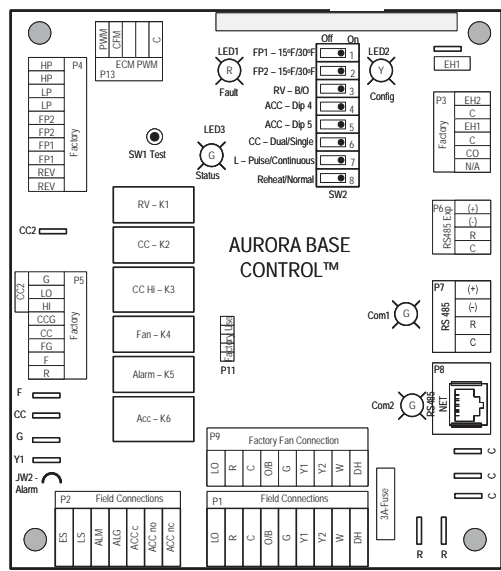 PWM
CFM
C
ECM PWM
P13
LED1
R
Fault
Off On
FP1 – 15ºF/30ºF 1
FP2 – 15ºF/30ºF 2
RV – B/O 3
ACC – Dip 4 4
ACC – Dip 5 5
CC – Dual/Single 6
L – Pulse/Continuous 7
Reheat/Normal 8
SW2
LED2
Y
Config
EH1
HP P4
HP
LP
LP
FP2
FP2
FP1
FP1
REV
REV
Factory
SW1 Test
LED3
G
Status
P3 EH2
C
EH1
C
CO
N/A
Factory
RV – K1
CC – K2
CC Hi – K3
Fan – K4
Alarm – K5
Acc – K6
AURORA BASE
CONTROL™
P6 (+)
(-)
R
C
RS485 Exp
CC2
CC2
G P5
LO
HI
CCG
CC
FG
F
R
Factory
Factory Use
P11
Com1 G
P7 (+)
(-)
R
C
RS 485
P8
RS485
NET
Com2 G
F
CC
G
Y1
JW2 -
Alarm
P9 Factory Fan Connection
LO R C O/B G Y1 Y2 W DH
P2 Field Connections
ES LS ALM ALG ACC c ACC no ACC nc
P1 Field Connections
LO R C O/B G Y1 Y2 W DH
3A-Fuse
C
C
C
R R